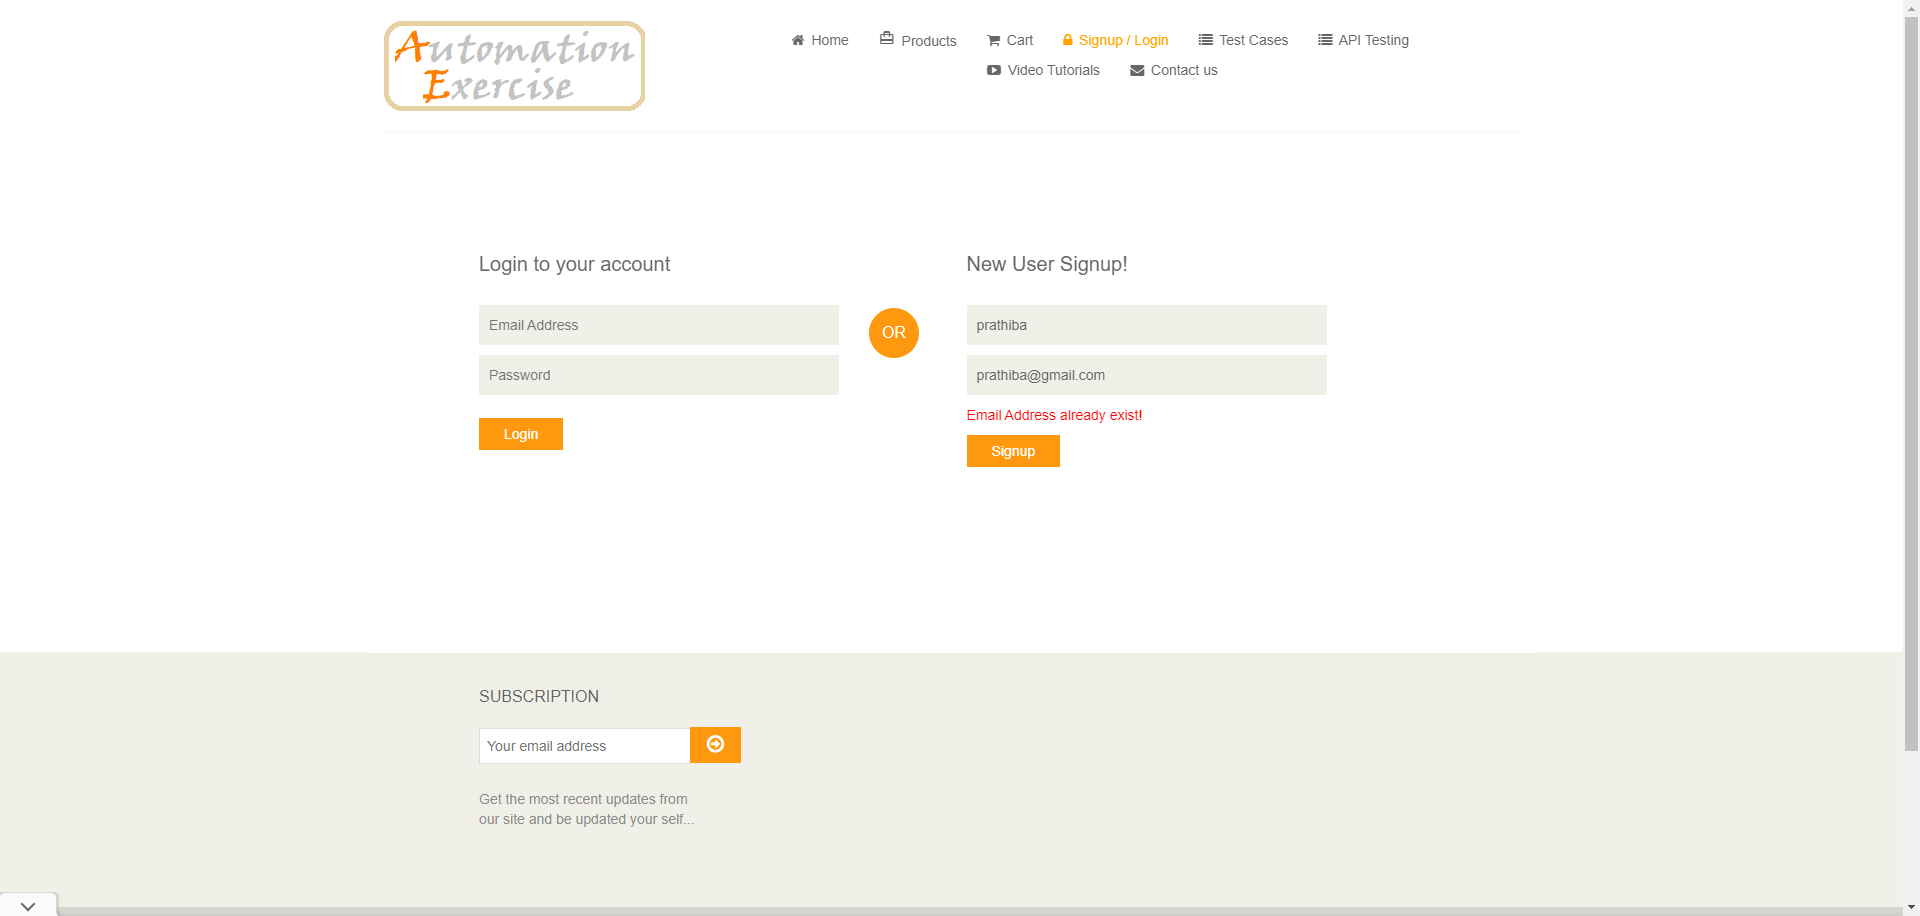 Automation
Exercise
Home
Products
Cart
Signup / Login
Test Cases
API Testing
Video Tutorials
Contact us
Login to your account
Email Address
Password
Login
OR
New User Signup!
prathiba
prathiba@gmail.com
Email Address already exist!
Signup
SUBSCRIPTION
Your email address
Get the most recent updates from
our site and be updated your self...